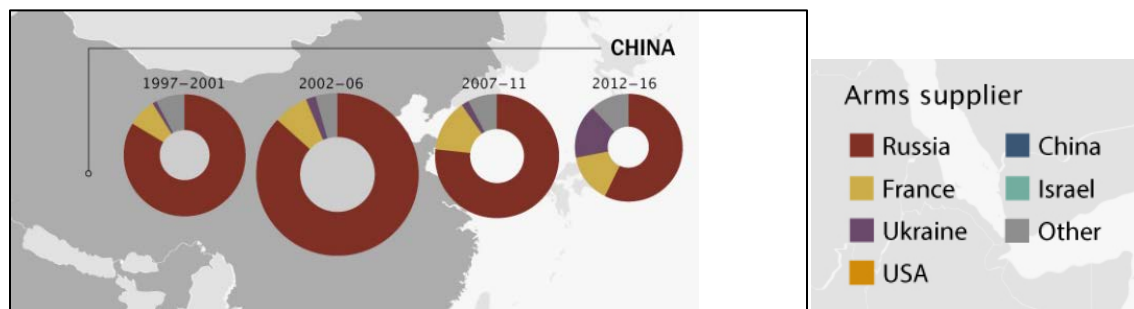 CHINA
1997–2001
2002–06
2007–11
2012–16
Arms supplier
Russia
France
Ukraine
USA
China
Israel
Other